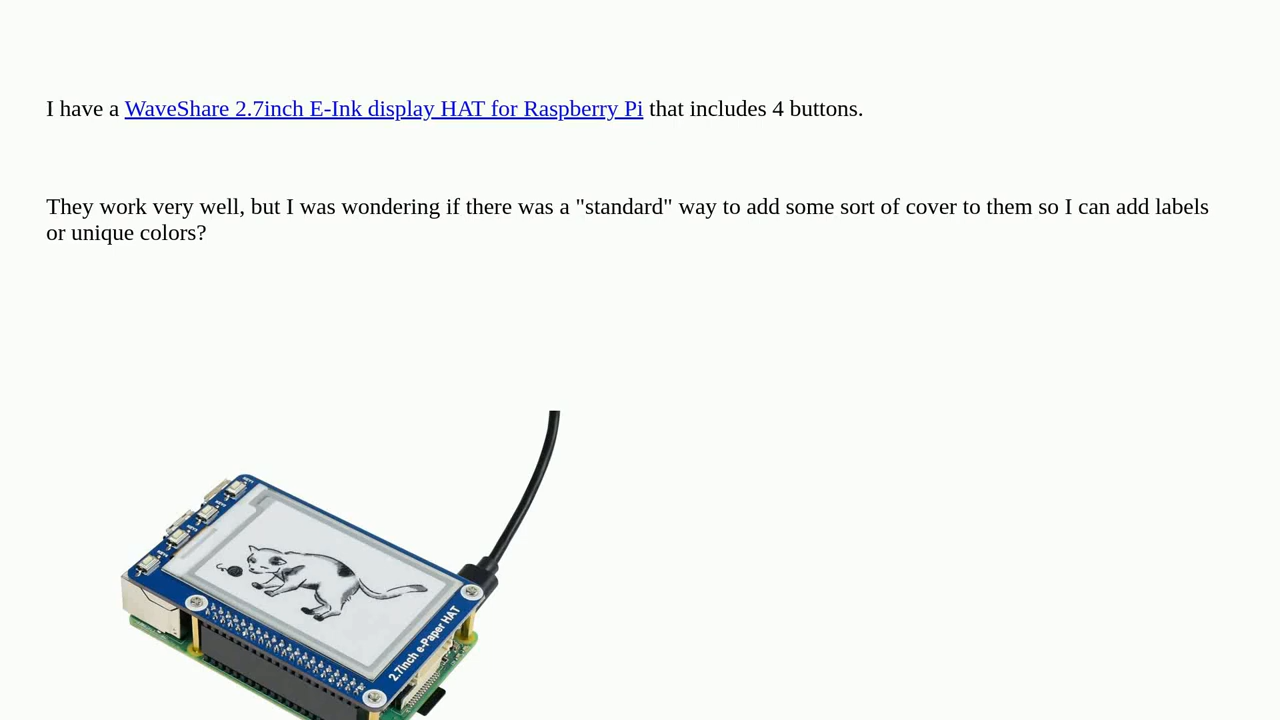 I have a WaveShare 2.7inch E-Ink display HAT for Raspberry Pi that includes 4 buttons.
They work very well, but I was wondering if there was a "standard" way to add some sort of cover to them so I can add labels
or unique colors?
2.7inch e-Paper HAT